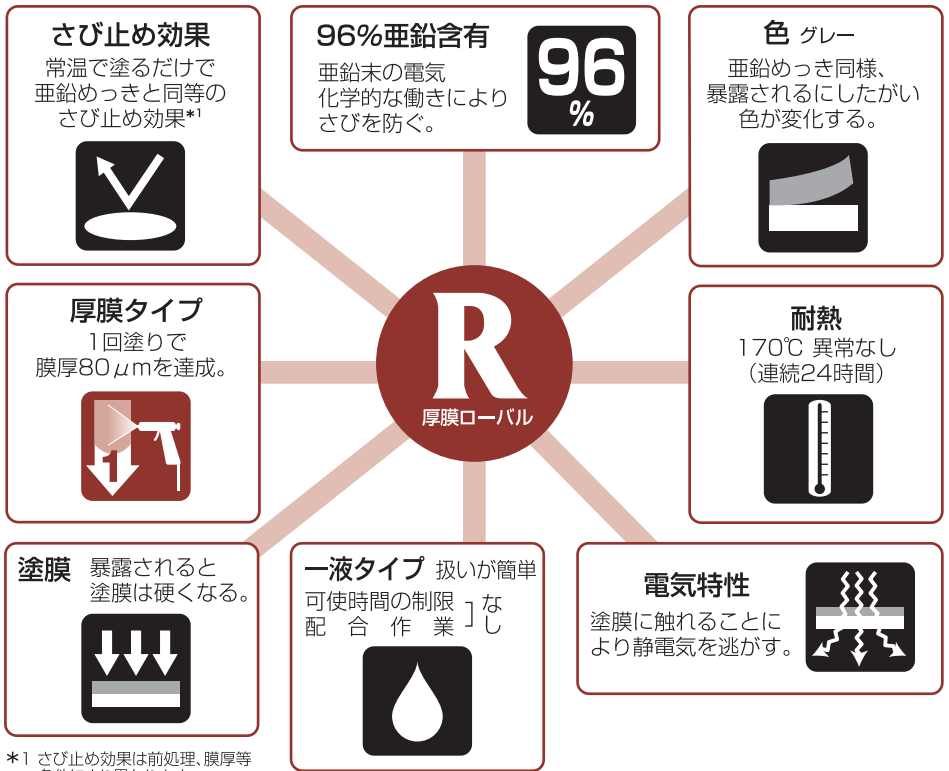 さび止め効果
常温で塗るだけで
亜鉛めっきと同等の
さび止め効果*1
96%亜鉛含有
亜鉛末の電気
化学的な働きにより
さびを防ぐ。
96
%
色 グレー
亜鉛めっき同様、
暴露されるにしたがい
色が変化する。
厚膜タイプ
1回塗りで
膜厚80μmを達成。
1
R
厚膜ローバル
耐熱
170℃ 異常なし
(連続24時間)
塗膜 暴露されると
塗膜は硬くなる。
一液タイプ 扱いが簡単
可使時間の制限
配合作業
なし
電気特性
塗膜に触れることに
より静電気を逃がす。
*1 さび止め効果は前処理、膜厚等